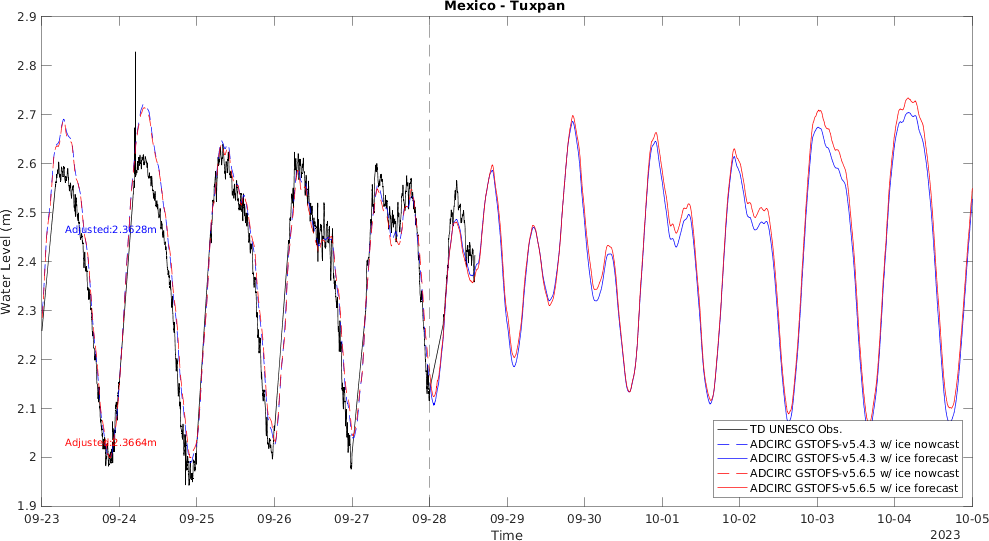 Mexico - Tuxpan
2.9
2.8
2.7
2.6
2.5
2.4
2.3
2.2
2.1
2
1.9
Water Level (m)
Adjusted:2.3628m
Adjusted:2.3664m
TD UNESCO Obs.
ADCIRC GSTOFS-v5.4.3 w/ ice nowcast
ADCIRC GSTOFS-v5.4.3 w/ ice forecast
ADCIRC GSTOFS-v5.6.5 w/ ice nowcast
ADCIRC GSTOFS-v5.6.5 w/ ice forecast
09-23 09-24 09-25 09-26 09-27 09-28 09-29 09-30 10-01 10-02 10-03 10-04 10-05
Time
2023